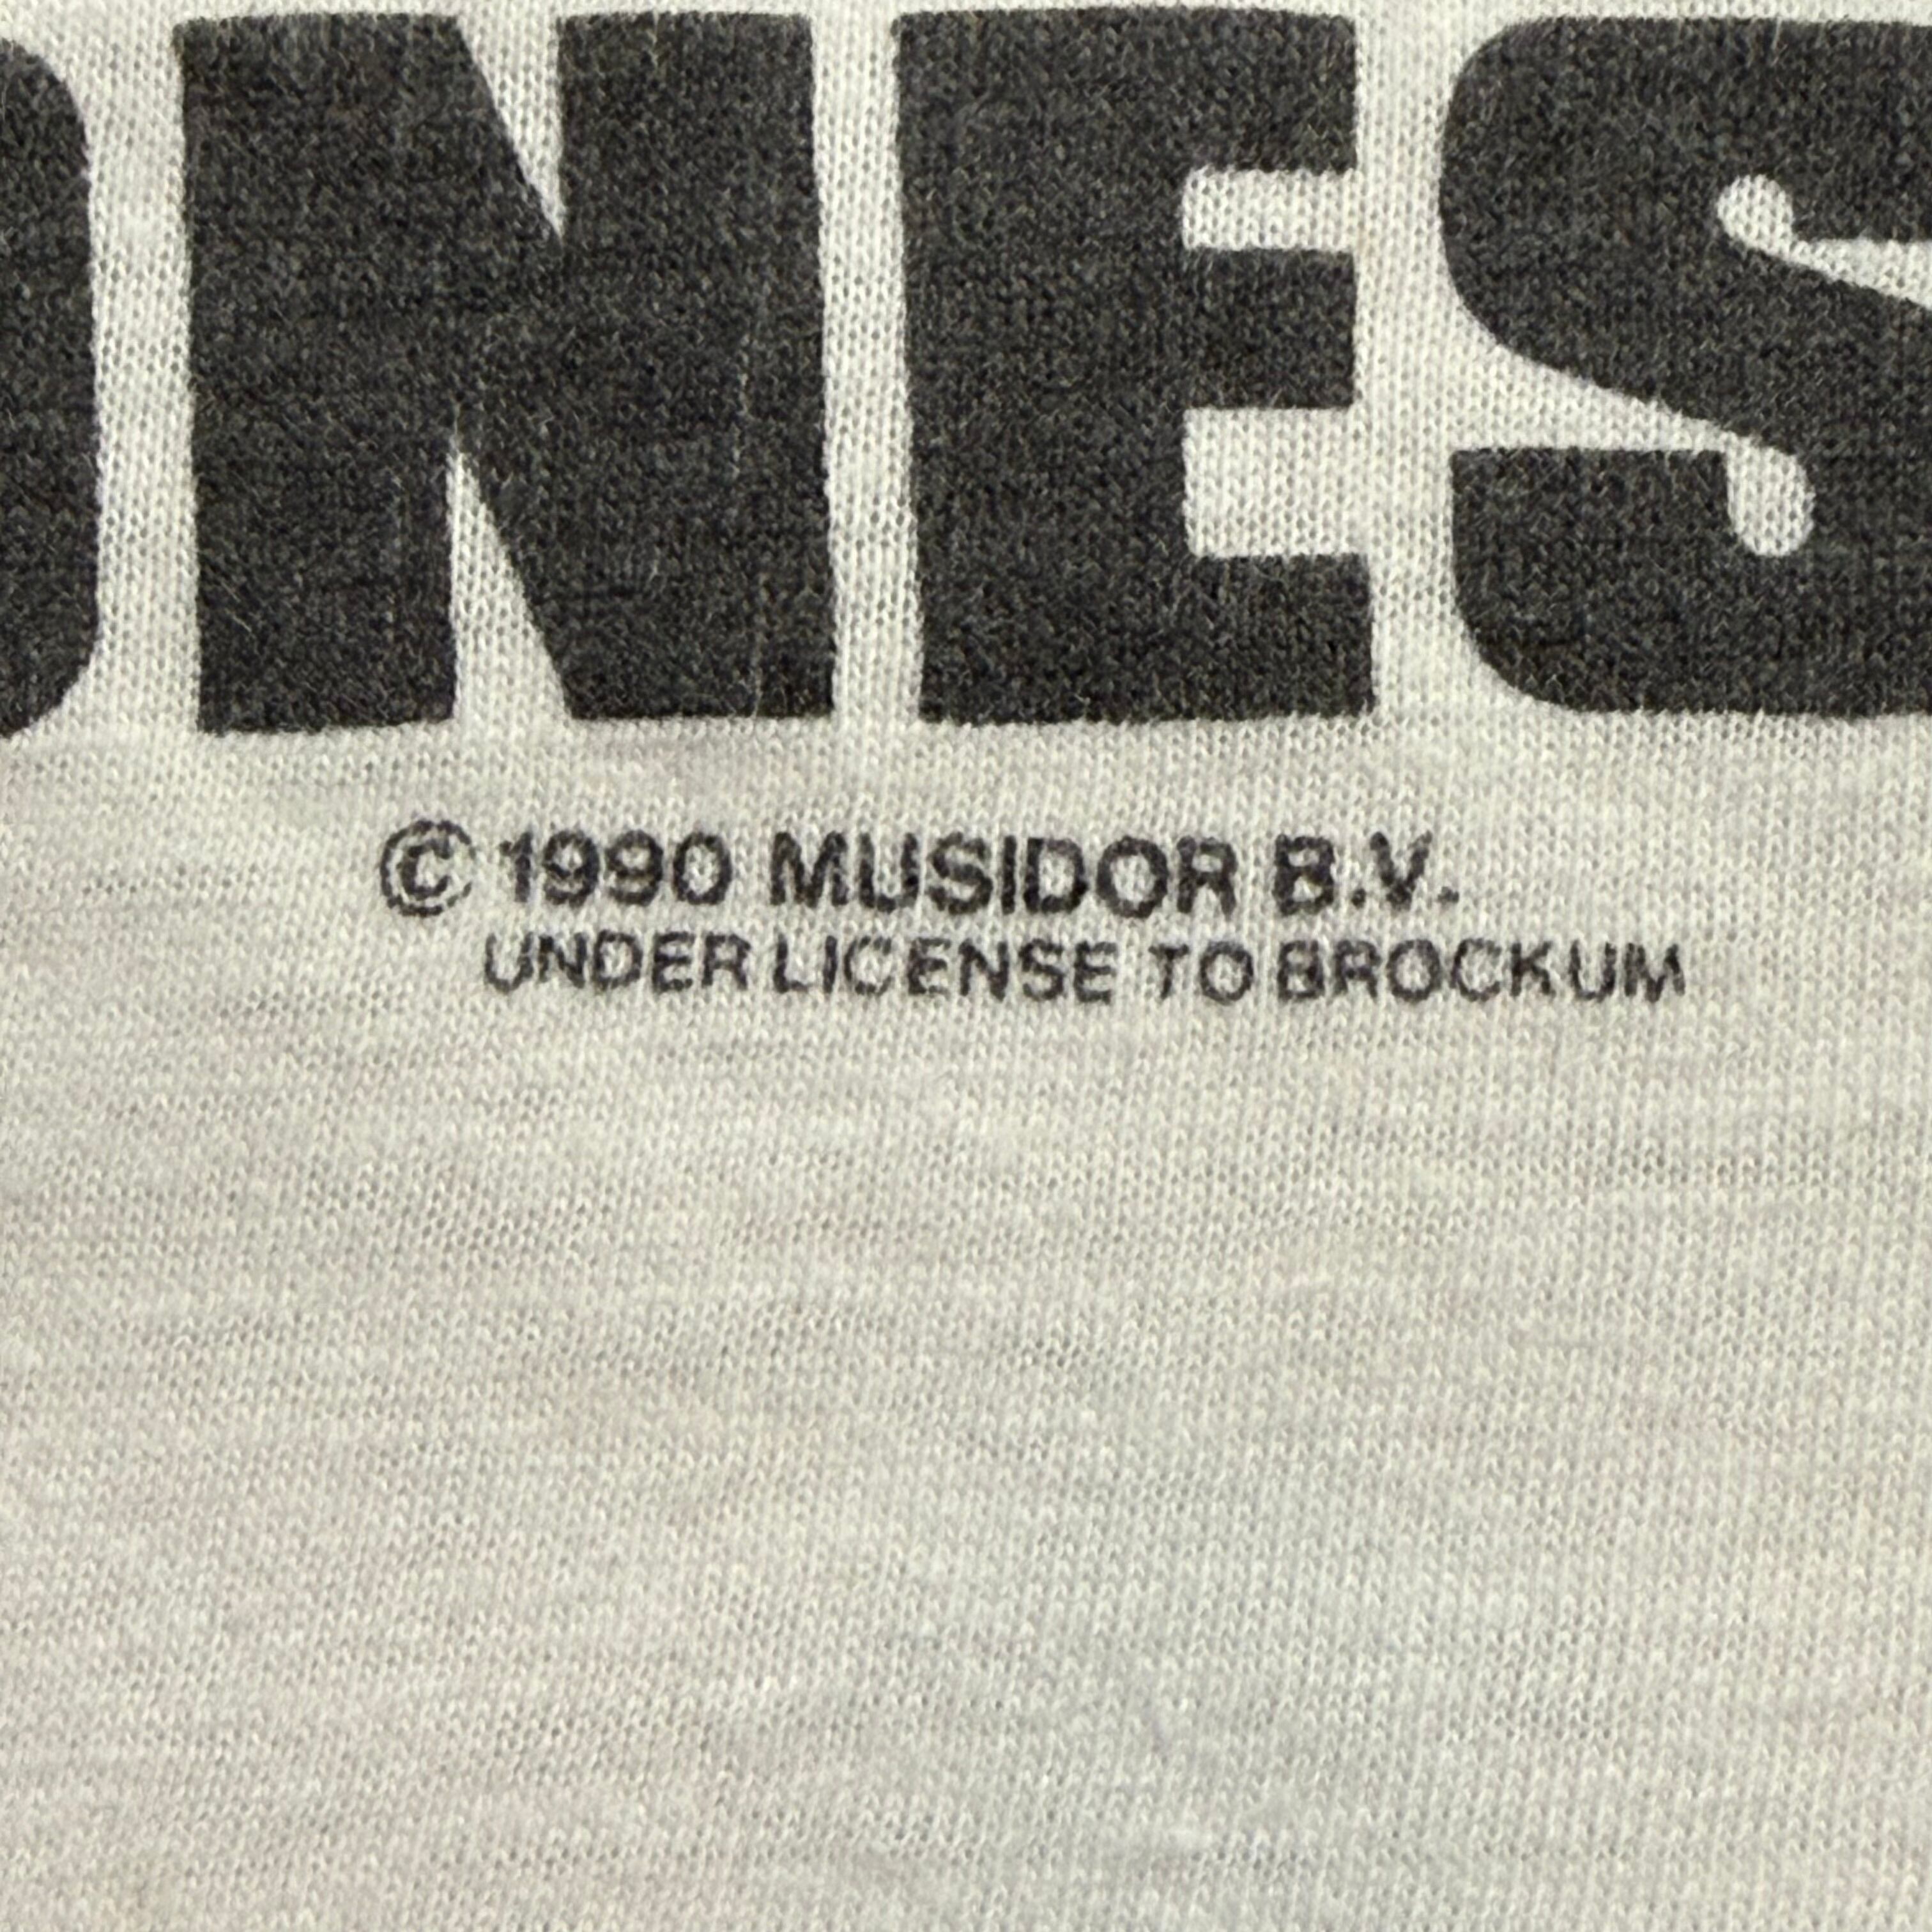 ONES
© 1990 MUSIDOR B.V.
UNDER LICENSE TO BROCKUM